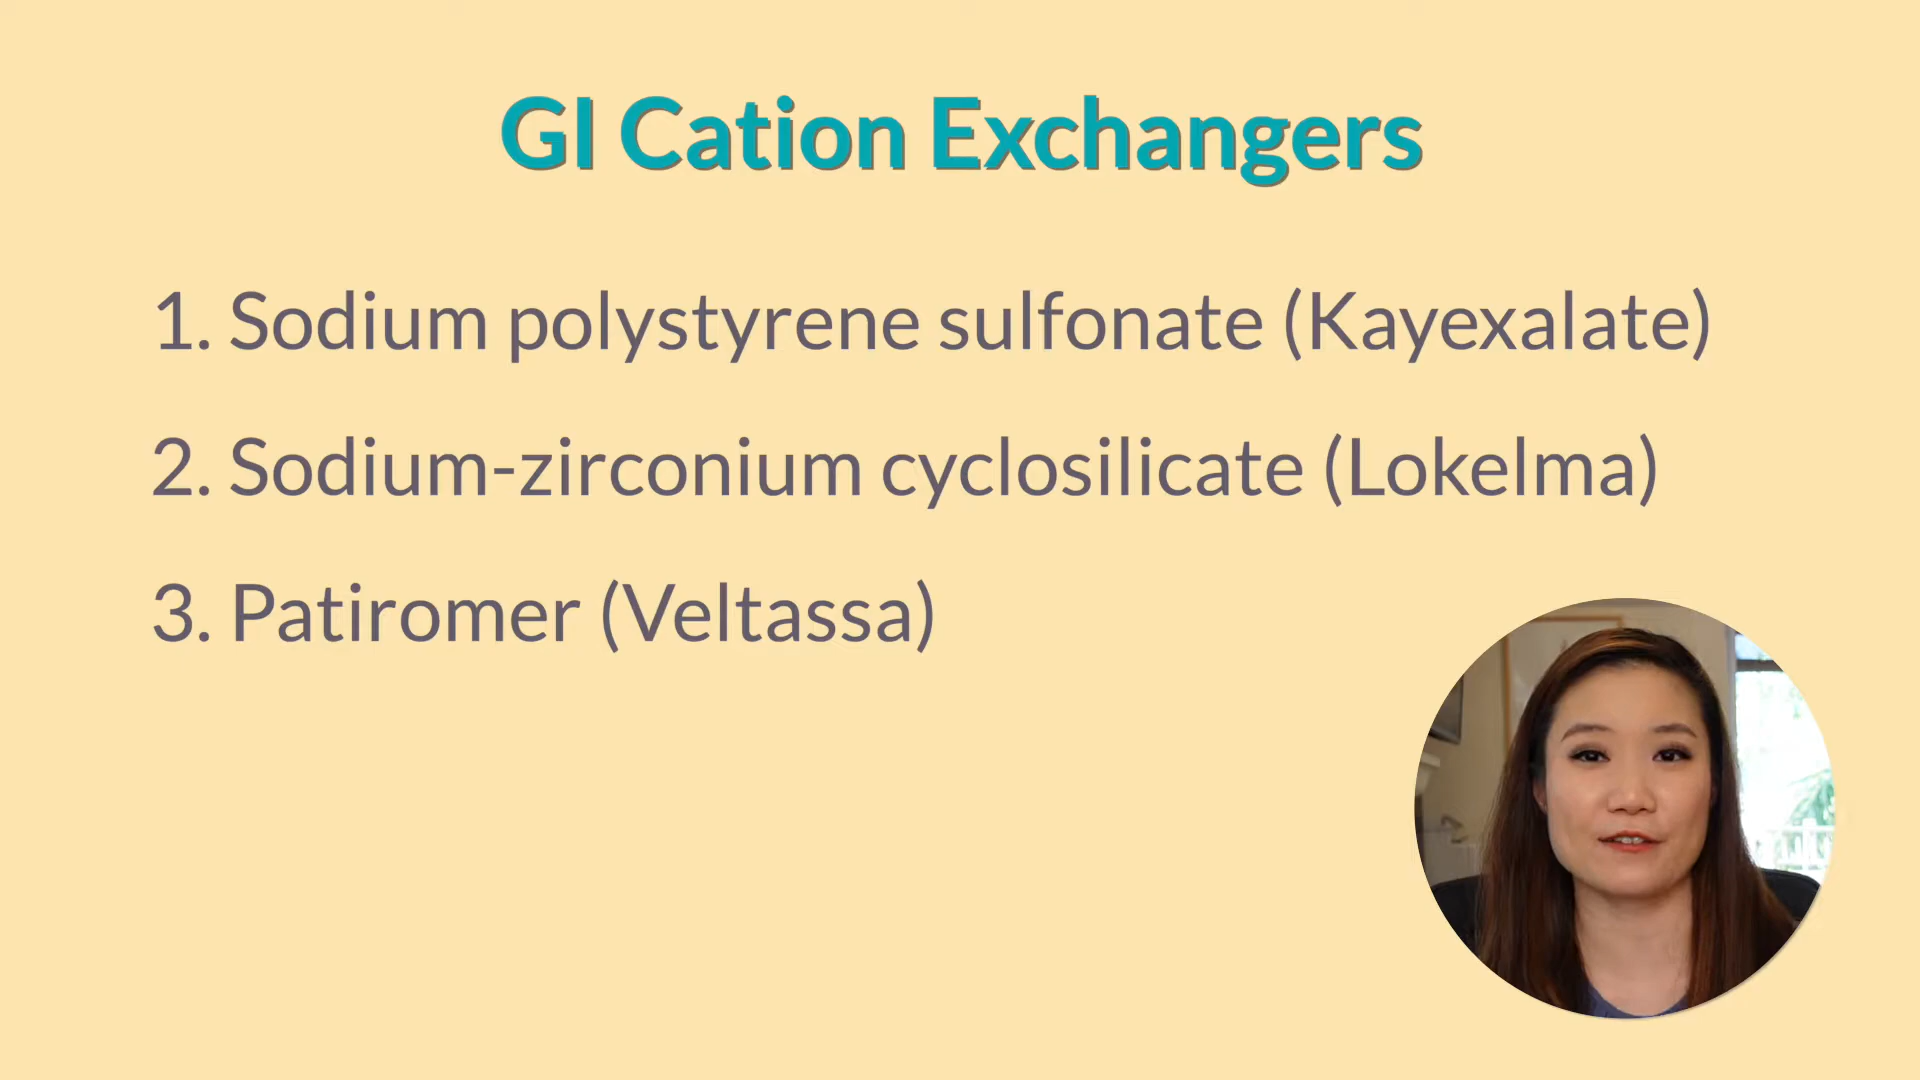 GI Cation Exchangers
1. Sodium polystyrene sulfonate (Kayexalate)
2. Sodium-zirconium cyclosilicate (Lokelma)
3. Patiromer (Veltassa)